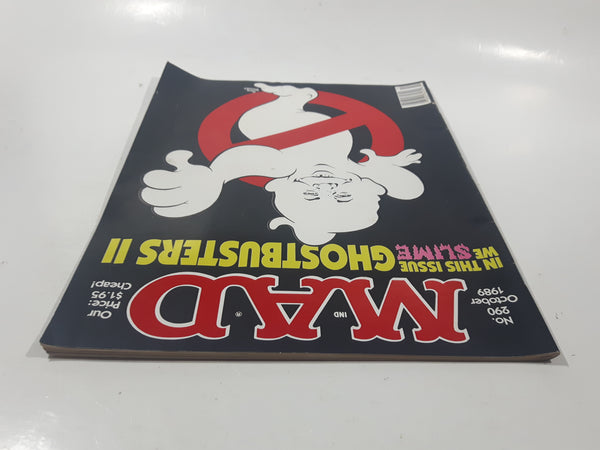 No. 290
October
1989
MAD
IND
®
Our
Price:
$1.95
Cheap!
IN THIS ISSUE
WE SLIME
GHOSTBUSTERS II